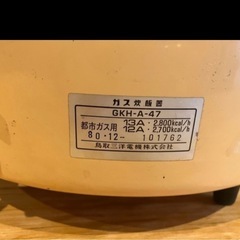 ガス炊飯器
GKH-A-47
都市ガス用 13A・2,800kcal/h
12A・2,700kcal/h
80・12- 101762
鳥取三洋電機株式会社